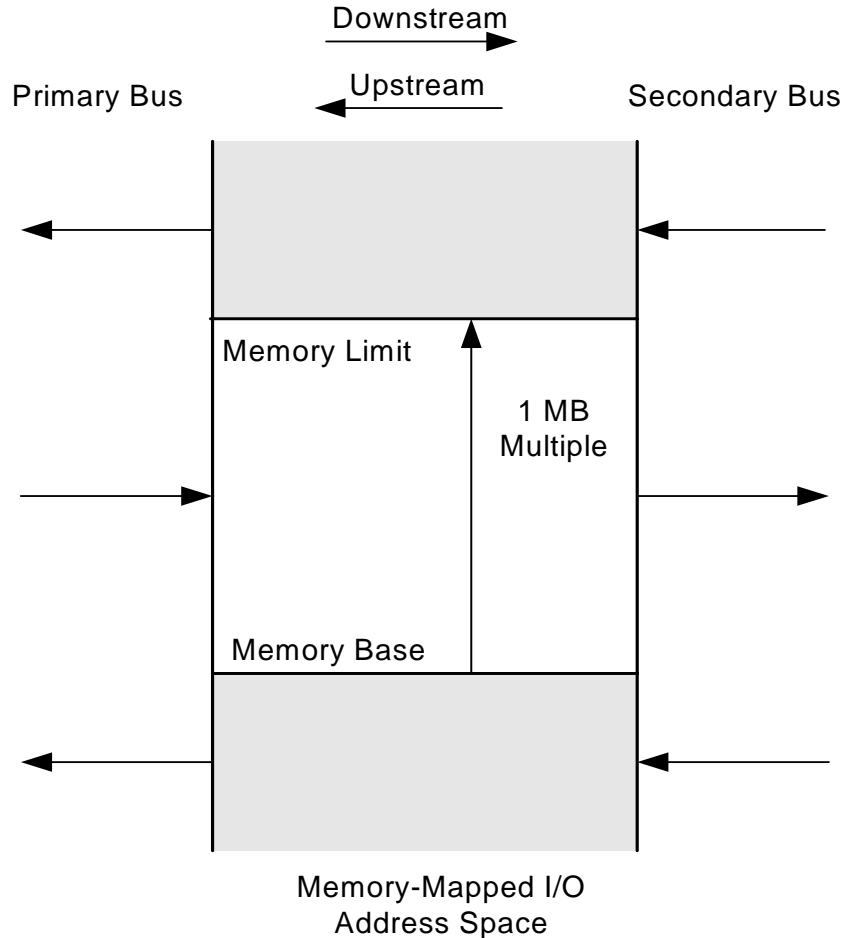 Downstream
Upstream
Primary Bus
Secondary Bus
Memory Limit
1 MB
Multiple
Memory Base
Memory-Mapped I/O
Address Space